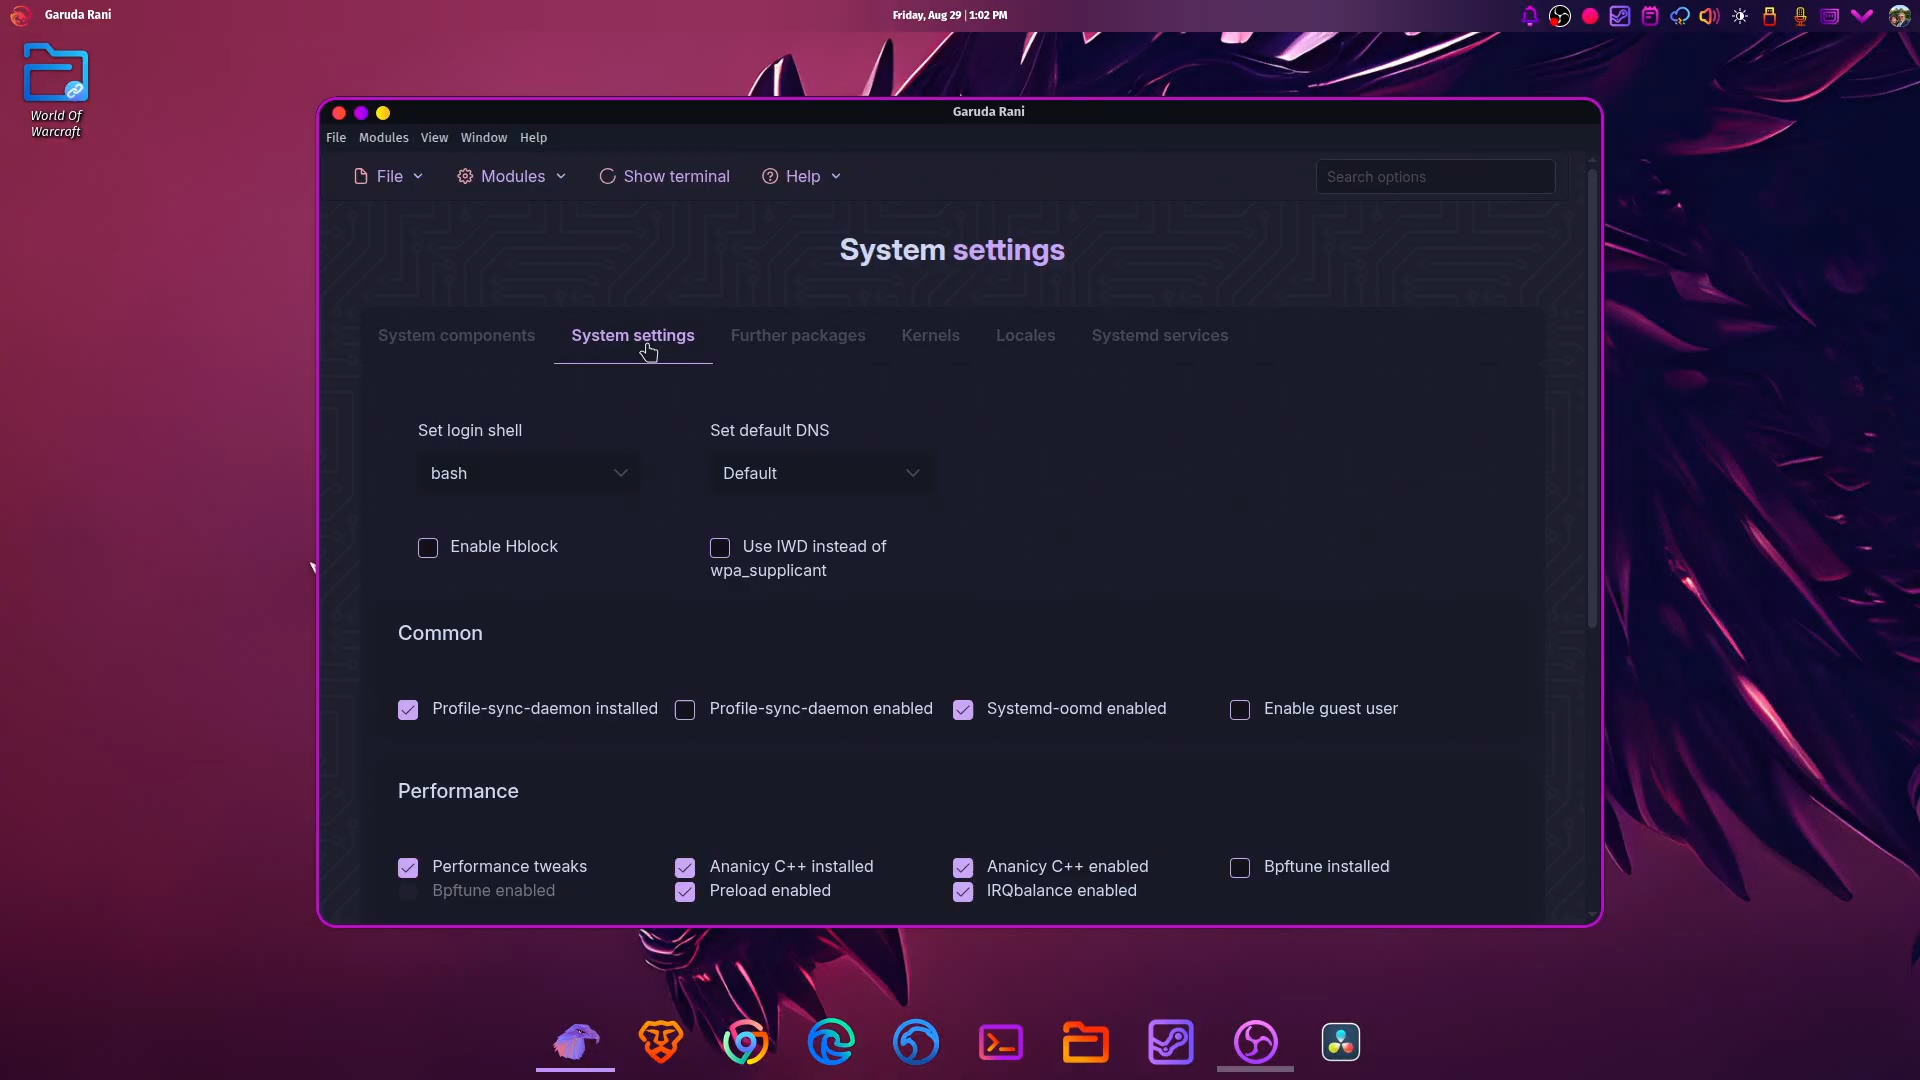 Garuda Rani
Friday, Aug 29 | 1:02 PM
World Of
Warcraft
Garuda Rani
File Modules View Window Help
File Modules Show terminal Help Search options
System settings
System components System settings Further packages Kernels Locales Systemd services
Set login shell Set default DNS
bash Default
Enable Hblock Use IWD instead of
wpa_supplicant
Common
Profile-sync-daemon installed Profile-sync-daemon enabled Systemd-oomd enabled Enable guest user
Performance
Performance tweaks Ananicy C++ installed Ananicy C++ enabled Bpftune installed
Bpftune enabled Preload enabled IRQbalance enabled